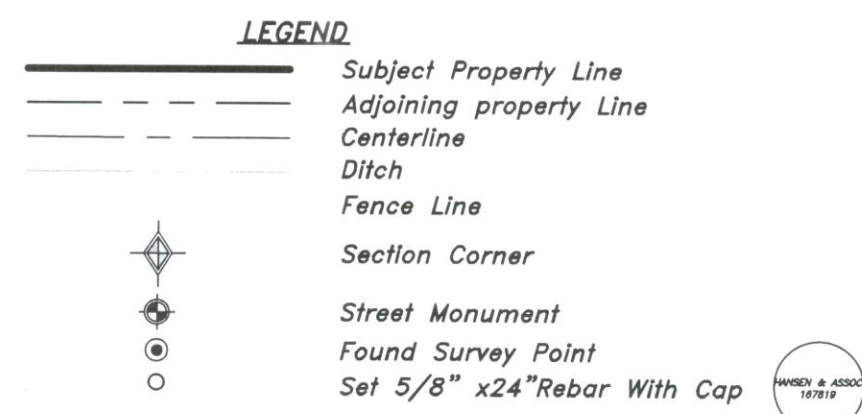 LEGEND
Subject Property Line
Adjoining property Line
Centerline
Ditch
Fence Line
Section Corner
Street Monument
Found Survey Point
Set 5/8" x24"Rebar With Cap
HANSEN & ASSOC
167819